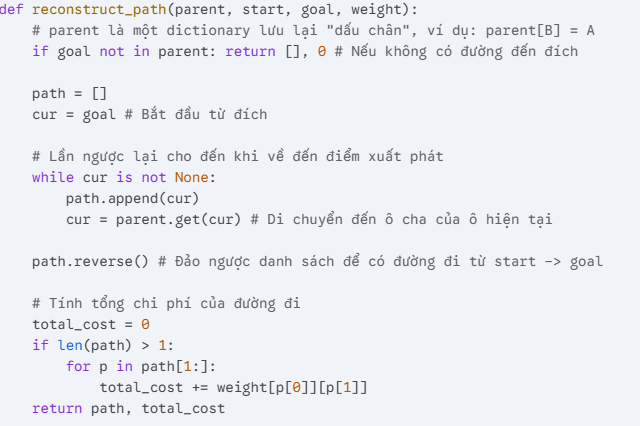 def reconstruct_path(parent, start, goal, weight):
    # parent là một dictionary lưu lại "dấu chân", ví dụ: parent[B] = A
    if goal not in parent: return [], 0 # Nếu không có đường đến đích

    path = []
    cur = goal # Bắt đầu từ đích

    # Lần ngược lại cho đến khi về đến điểm xuất phát
    while cur is not None:
        path.append(cur)
        cur = parent.get(cur) # Di chuyển đến ô cha của ô hiện tại

    path.reverse() # Đảo ngược danh sách để có đường đi từ start -> goal

    # Tính tổng chi phí của đường đi
    total_cost = 0
    if len(path) > 1:
        for p in path[1:]:
            total_cost += weight[p[0]][p[1]]
    return path, total_cost